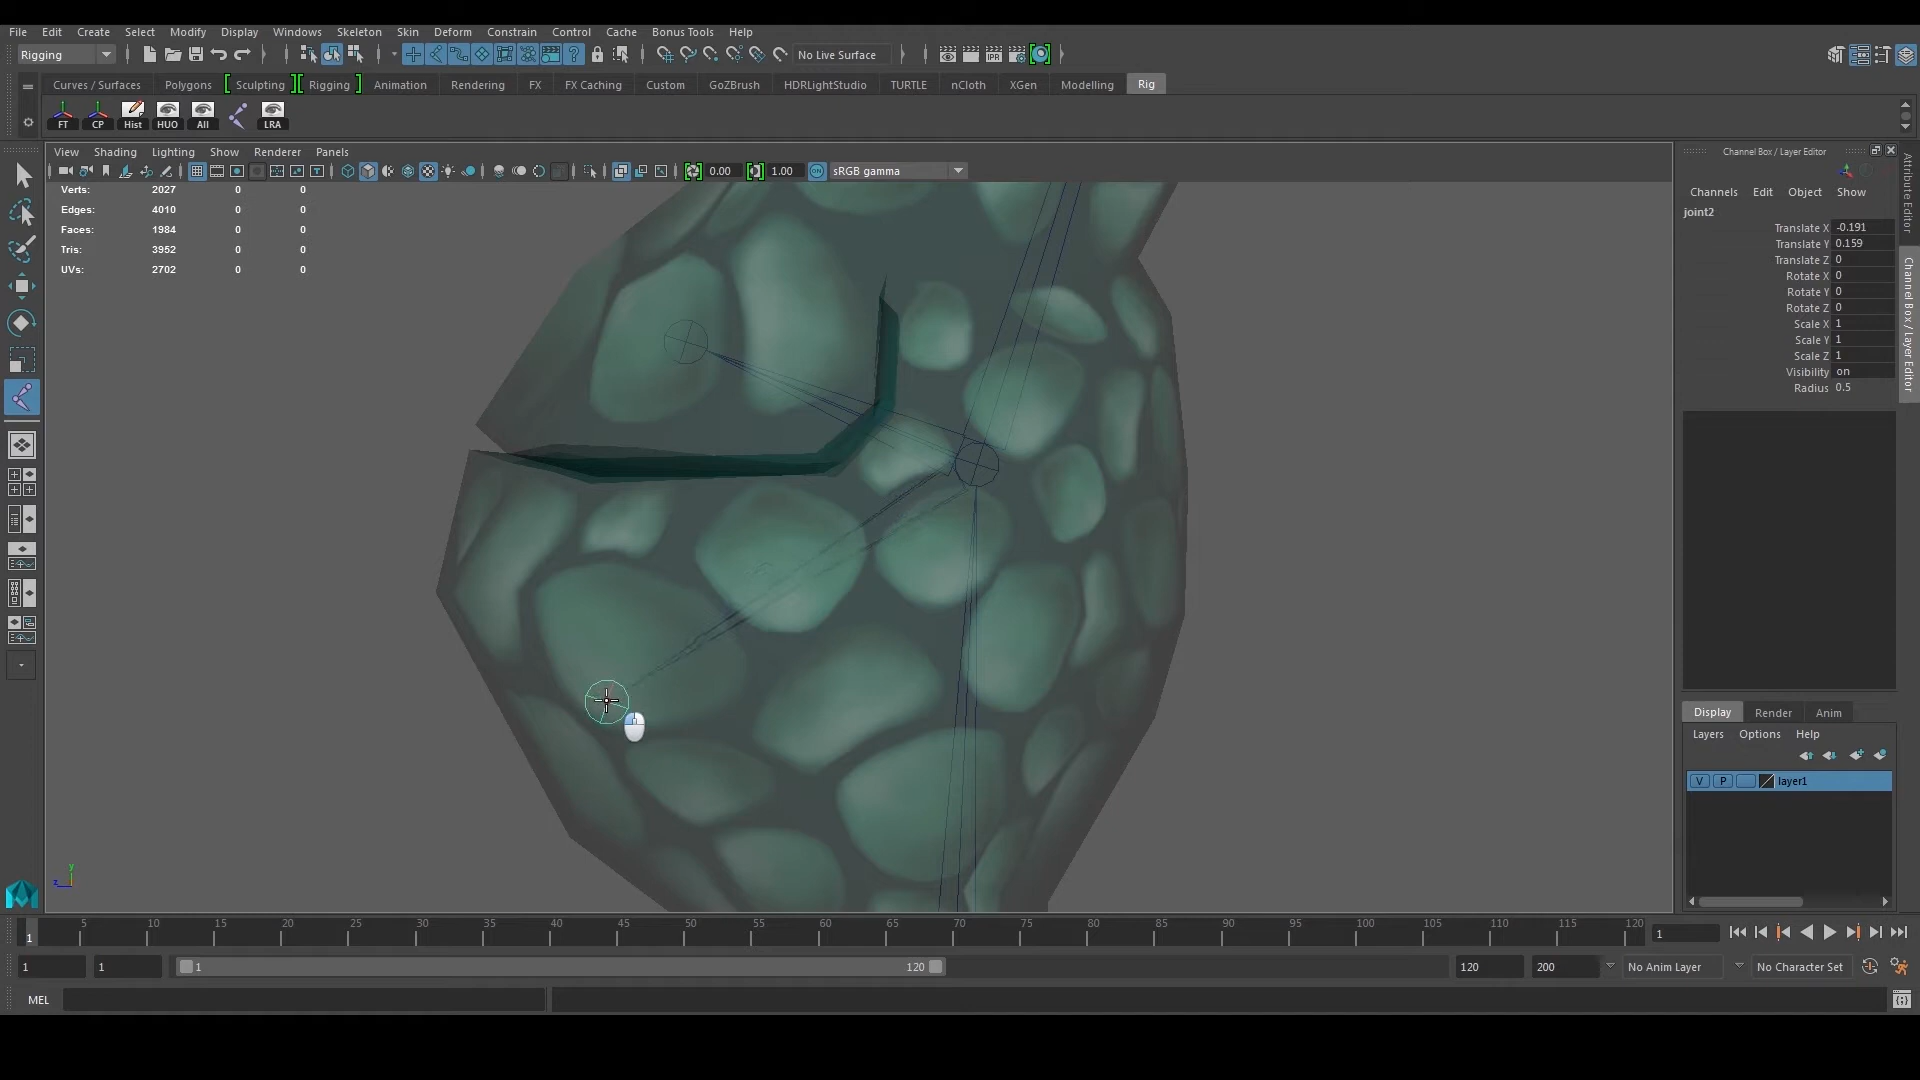 File Edit Create Select Modify Display Windows Skeleton Skin Deform Constrain Control Cache Bonus Tools Help
Rigging No Live Surface
Curves / Surfaces Polygons Sculpting Rigging Animation Rendering FX FX Caching Custom GoZBrush HDRLightStudio TURTLE nCloth XGen Modelling Rig
FT CP Hist HUO All LRA
View Shading Lighting Show Renderer Panels
0.00 1.00 ON sRGB gamma
Verts: 2027 0 0
Edges: 4010 0 0
Faces: 1984 0 0
Tris: 3952 0 0
UVs: 2702 0 0
y
z
Channel Box / Layer Editor
Channels Edit Object Show
joint2
Translate X -0.191
Translate Y 0.159
Translate Z 0
Rotate X 0
Rotate Y 0
Rotate Z 0
Scale X 1
Scale Y 1
Scale Z 1
Visibility on
Radius 0.5
Attribute Editor
Channel Box / Layer Editor
Display Render Anim
Layers Options Help
V P layer1
5 10 15 20 25 30 35 40 45 50 55 60 65 70 75 80 85 90 95 100 105 110 115 120
1 1
1 1 1 120 120 200 No Anim Layer No Character Set
MEL